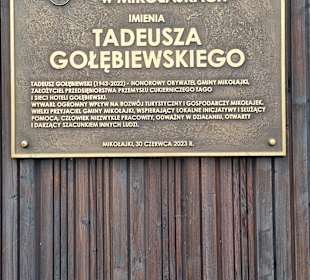 W MIKOŁAJKACH
IMIENIA
TADEUSZA
GOŁĘBIEWSKIEGO
TADEUSZ GOŁĘBIEWSKI (1943-2022) - HONOROWY OBYWATEL GMINY MIKOŁAJKI,
ZAŁOŻYCIEL PRZEDSIĘBIORSTWA PRZEMYSŁU CUKIERNICZEGO TAGO
I SIECI HOTELI GOŁĘBIEWSKI.
WYWARŁ OGROMNY WPŁYW NA ROZWÓJ TURYSTYCZNY I GOSPODARCZY MIKOŁAJEK.
WIELKI PRZYJACIEL GMINY MIKOŁAJKI, WSPIERAJĄCY LOKALNE INICJATYWY I SŁUŻĄCY
POMOCĄ. CZŁOWIEK NIEZWYKLE PRACOWITY, ODWAŻNY W DZIAŁANIU, OTWARTY
I DARZĄCY SZACUNKIEM INNYCH LUDZI.
MIKOŁAJKI, 30 CZERWCA 2023 R.